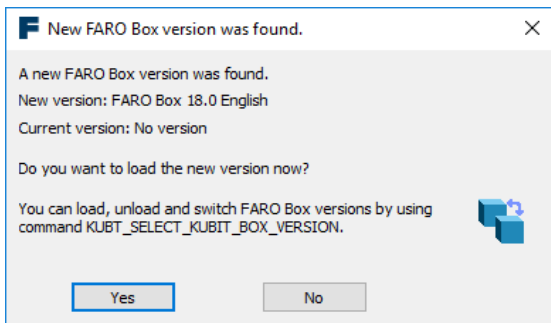 New FARO Box version was found.
A new FARO Box version was found.
New version: FARO Box 18.0 English
Current version: No version
Do you want to load the new version now?
You can load, unload and switch FARO Box versions by using
command KUBT_SELECT_KUBIT_BOX_VERSION.
Yes
No